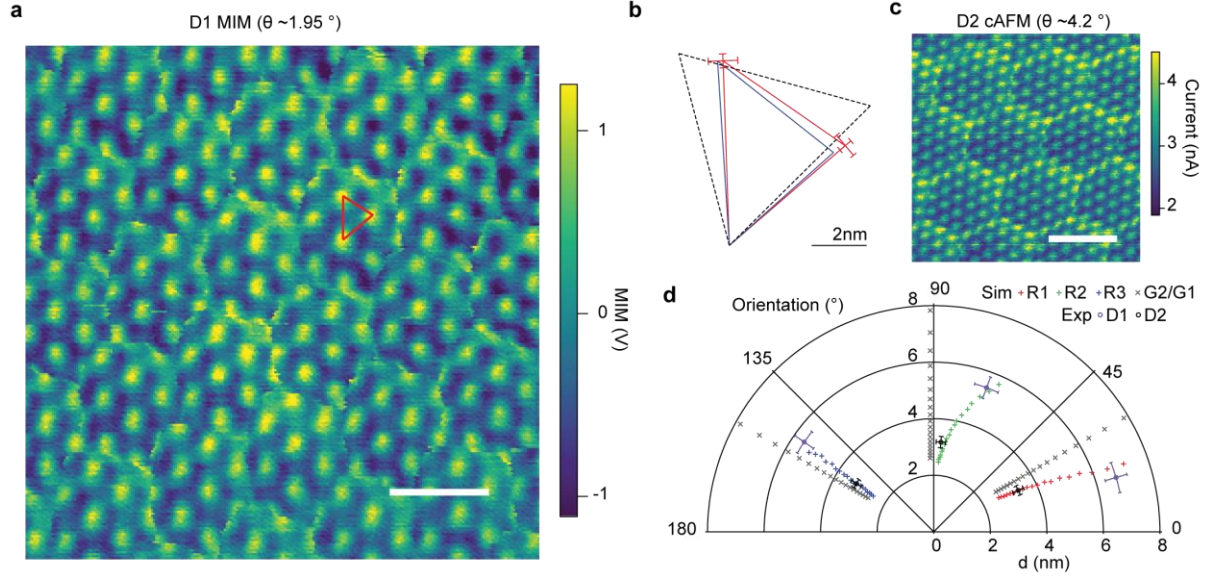 a
D1 MIM (θ ~1.95 °)
1
0
-1
MIM (V)
b
2nm
c
D2 cAFM (θ ~4.2 °)
4
3
2
Current (nA)
d
Orientation (°)
Sim + R1 + R2 + R3 × G2/G1
Exp ○ D1 ○ D2
90
135
45
180
0
8
6
4
2
0 2 4 6 8
d (nm)